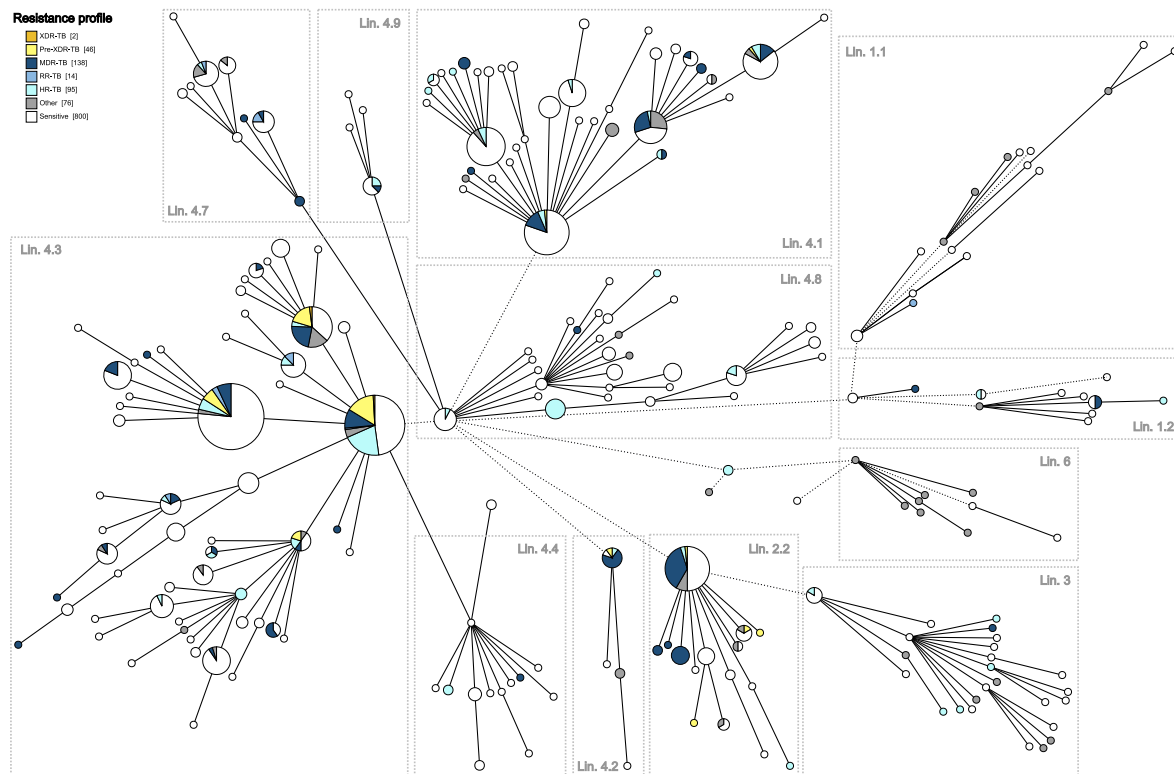 Resistance profile
XDR-TB [2]
Pre-XDR-TB [46]
MDR-TB [138]
RR-TB [14]
HR-TB [95]
Other [76]
Sensitive [800]
Lin. 4.7
Lin. 4.9
Lin. 4.1
Lin. 1.1
Lin. 4.3
Lin. 4.8
Lin. 1.2
Lin. 6
Lin. 4.4
Lin. 4.2
Lin. 2.2
Lin. 3